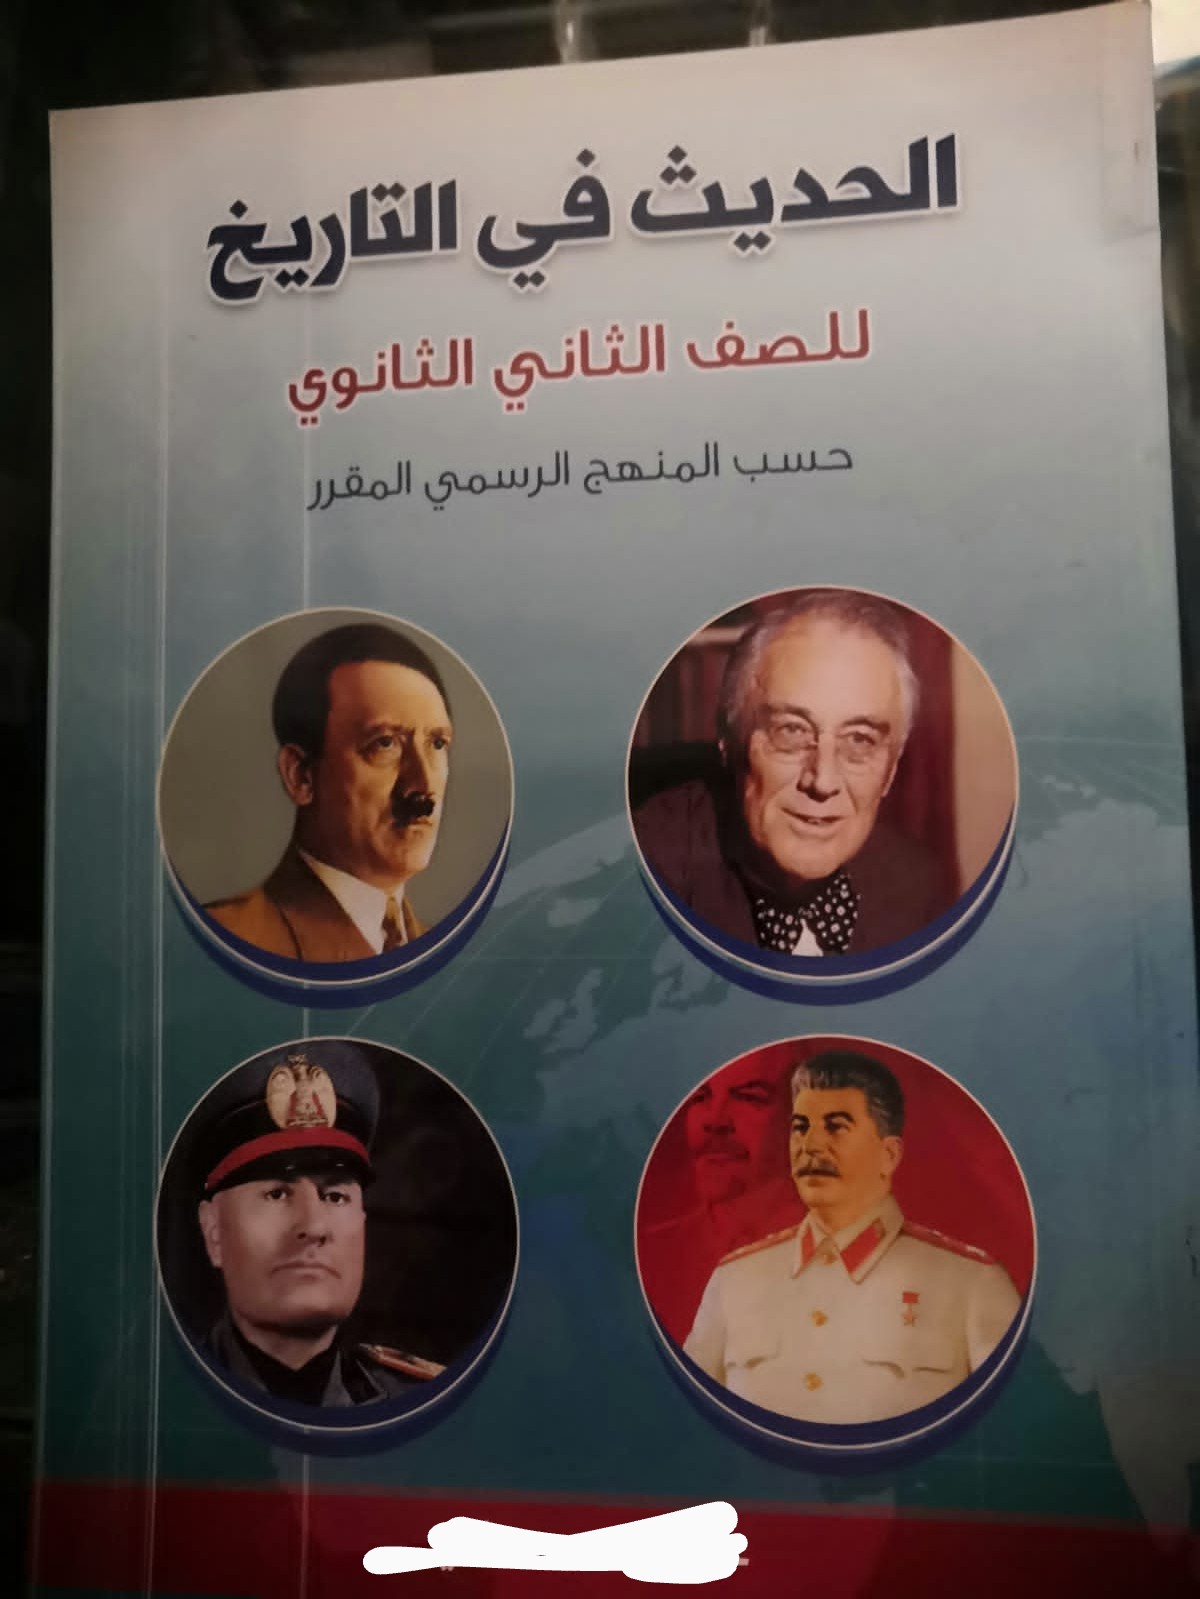 الحديث في التاريخ
للصف الثاني الثانوي
حسب المنهج الرسمي المقرر